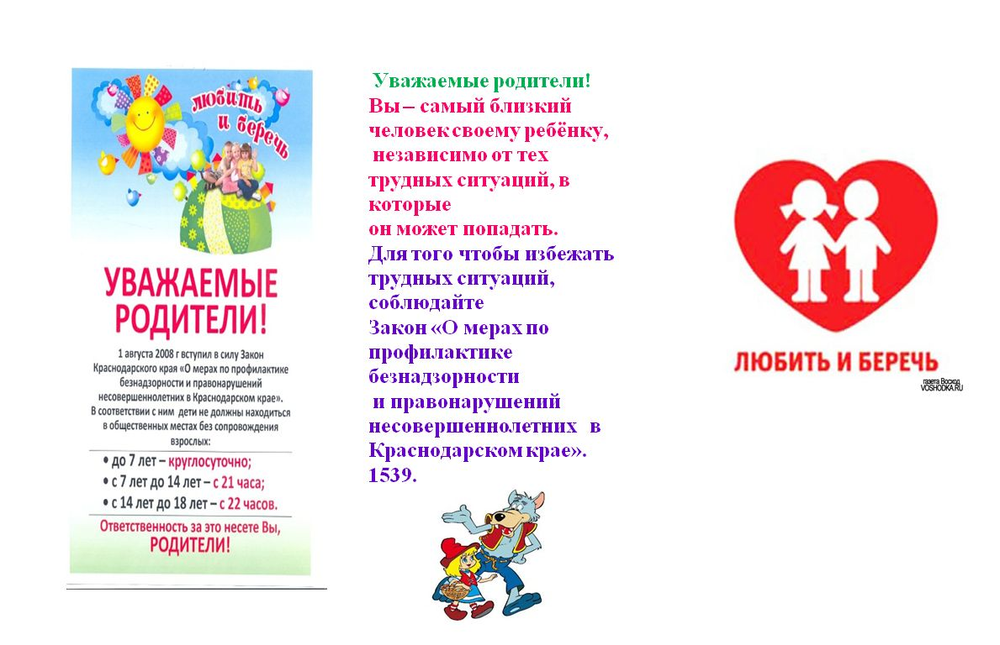 любить
и беречь
УВАЖАЕМЫЕ
РОДИТЕЛИ!
1 августа 2008 г вступил в силу Закон
Краснодарского края «О мерах по профилактике
безнадзорности и правонарушений
несовершеннолетних в Краснодарском крае».
В соответствии с ним дети не должны находиться
в общественных местах без сопровождения
взрослых:
• до 7 лет – круглосуточно;
• с 7 лет до 14 лет – с 21 часа;
• с 14 лет до 18 лет – с 22 часов.
Ответственность за это несете Вы,
РОДИТЕЛИ!
Уважаемые родители!
Вы – самый близкий
человек своему ребёнку,
независимо от тех
трудных ситуаций, в
которые
он может попадать.
Для того чтобы избежать
трудных ситуаций,
соблюдайте
Закон «О мерах по
профилактике
безнадзорности
и правонарушений
несовершеннолетних в
Краснодарском крае».
1539.
ЛЮБИТЬ И БЕРЕЧЬ
газета Восход
VOSHODKA.RU